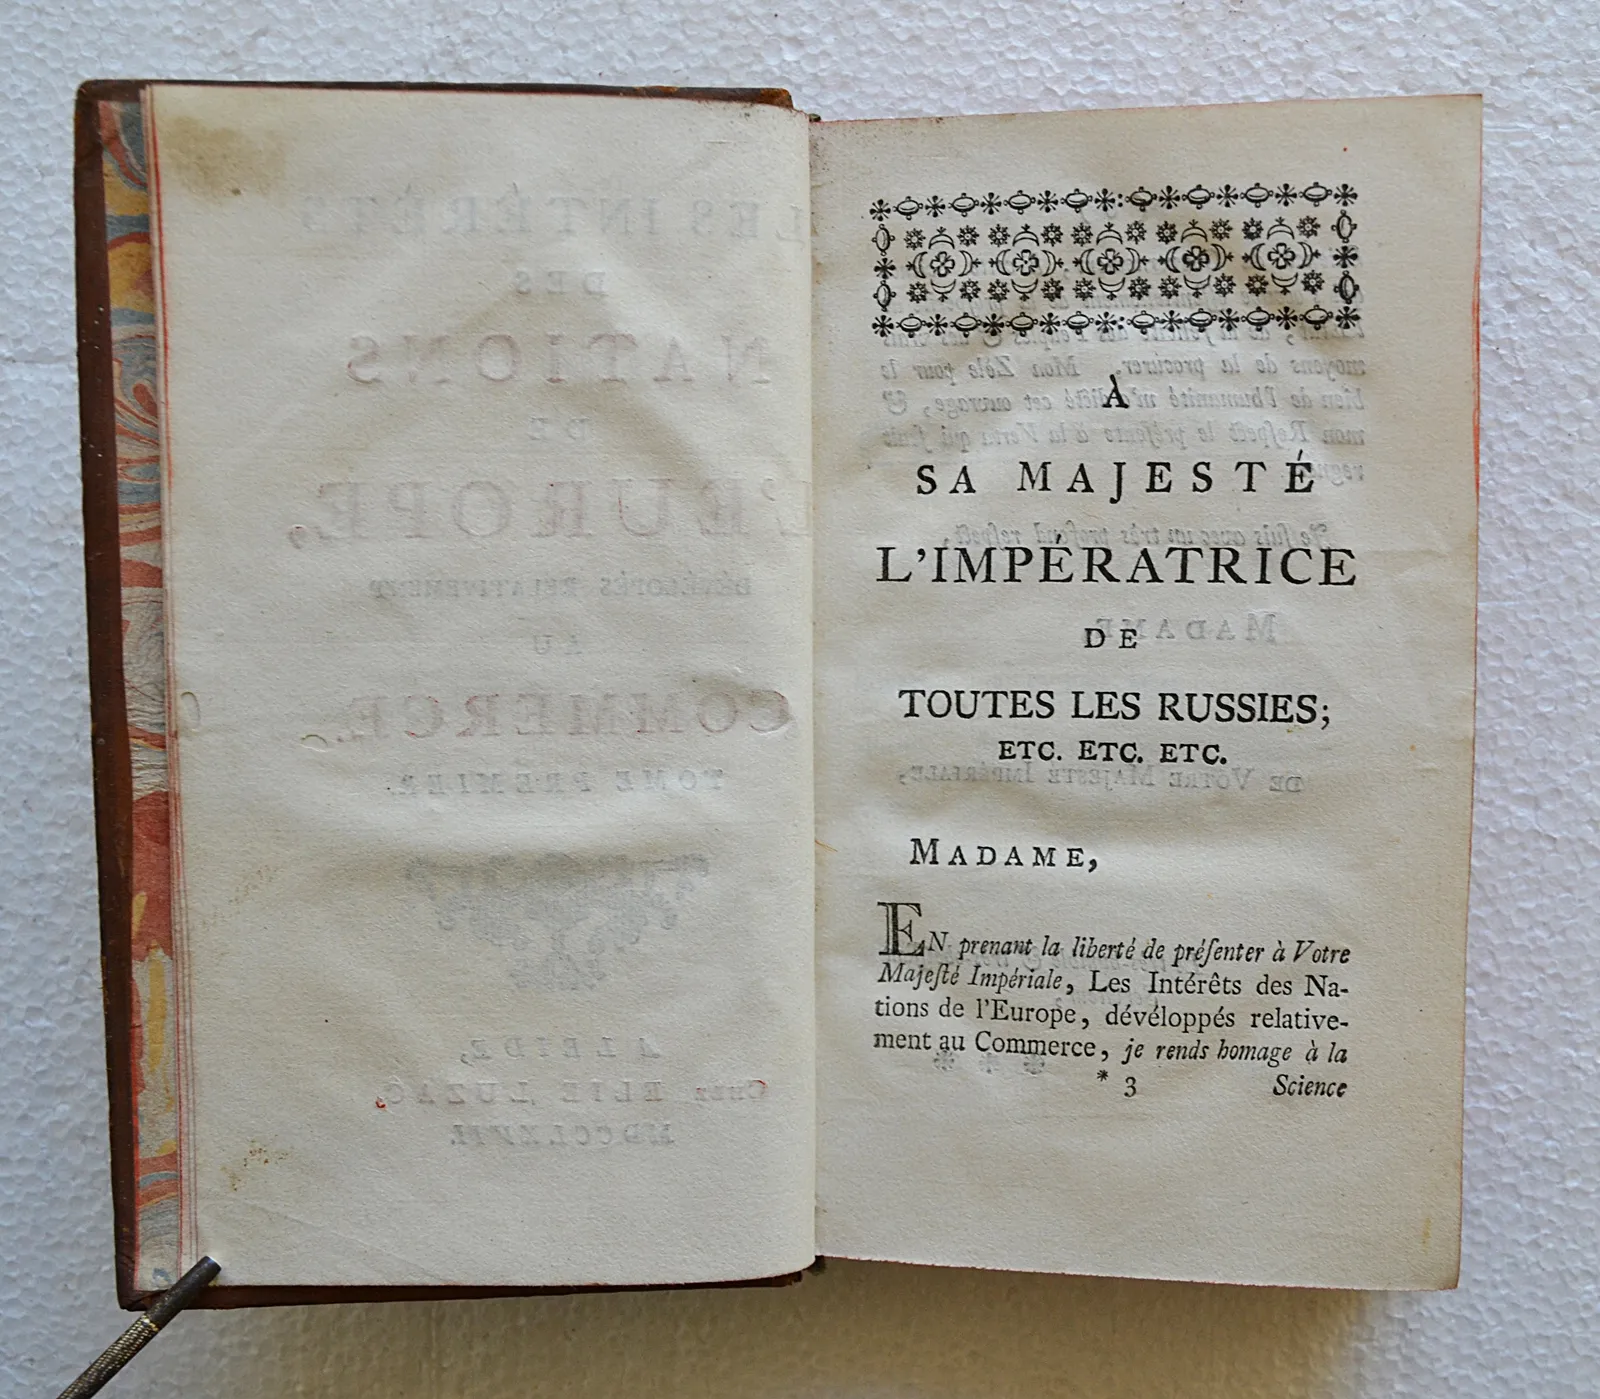 À
SA MAJESTÉ
L'IMPÉRATRICE
DE
TOUTES LES RUSSIES;
ETC. ETC. ETC.
MADAME,
EN prenant la liberté de préſenter à Votre
Majeſté Impériale, Les Intérêts des Na-
tions de l'Europe, dévéloppés relative-
ment au Commerce, je rends homage à la
* 3 Science